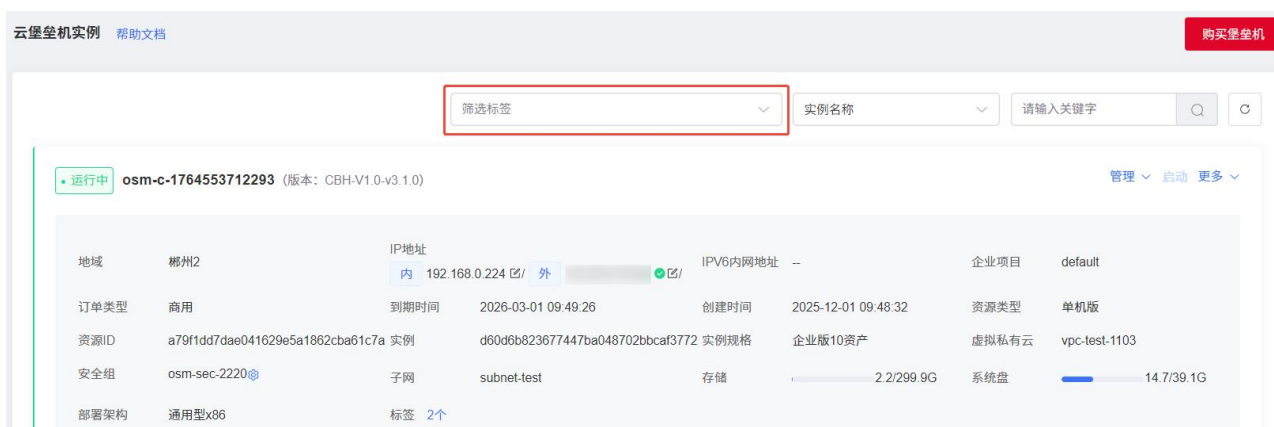 云堡垒机实例 帮助文档 购买堡垒机
筛选标签 实例名称 请输入关键字
运行中 osm-c-1764553712293 (版本：CBH-V1.0-v3.1.0) 管理 启动 更多
地域 郴州2 IP地址 内 192.168.0.224 / 外 / IPV6内网地址 -- 企业项目 default
订单类型 商用 到期时间 2026-03-01 09:49:26 创建时间 2025-12-01 09:48:32 资源类型 单机版
资源ID a79f1dd7dae041629e5a1862cba61c7a 实例 d60d6b823677447ba048702bbcaf3772 实例规格 企业版10资产 虚拟私有云 vpc-test-1103
安全组 osm-sec-2220 子网 subnet-test 存储 2.2/299.9G 系统盘 14.7/39.1G
部署架构 通用型x86 标签 2个